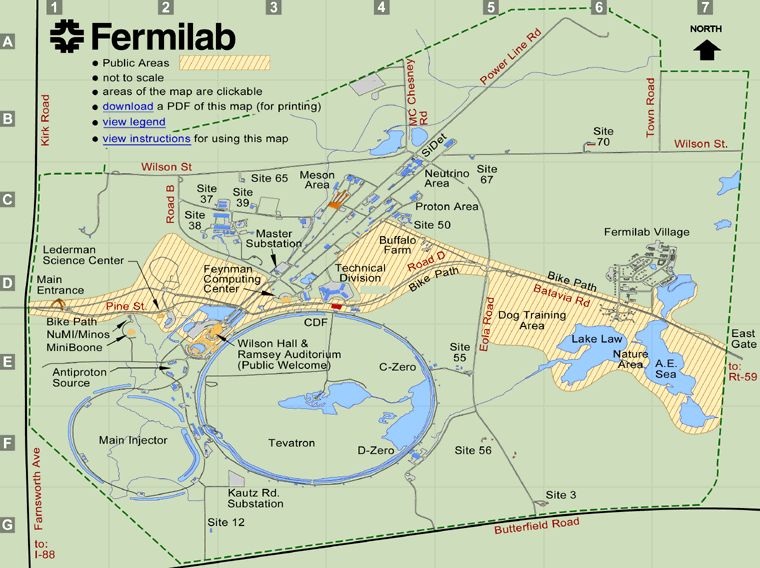 1 2 3 4 5 6 7
A
B
C
D
E
F
G
Fermilab
NORTH
• Public Areas
• not to scale
• areas of the map are clickable
• download a PDF of this map (for printing)
• view legend
• view instructions for using this map
Kirk Road
MC Chesney
Rd
Power Line Rd
Town Road
Site
70
Wilson St.
Wilson St
SiDet
Road B
Site 65
Meson
Area
Neutrino
Area
Site
67
Site
37
Site
39
Site
38
Proton Area
Site 50
Master
Substation
Buffalo
Farm
Fermilab Village
Lederman
Science Center
Feynman
Computing
Center
Technical
Division
Road D
Bike Path
Bike Path
Batavia Rd
Main
Entrance
Pine St.
Dog Training
Area
Eola Road
CDF
Bike Path
NuMI/Minos
MiniBoone
Wilson Hall &
Ramsey Auditorium
(Public Welcome)
Lake Law
Nature
Area
A.E.
Sea
East
Gate
to:
Rt-59
Antiproton
Source
C-Zero
Site
55
Main Injector
Tevatron
D-Zero
Site 56
Farnsworth Ave
to:
I-88
Kautz Rd.
Substation
Site 12
Site 3
Butterfield Road